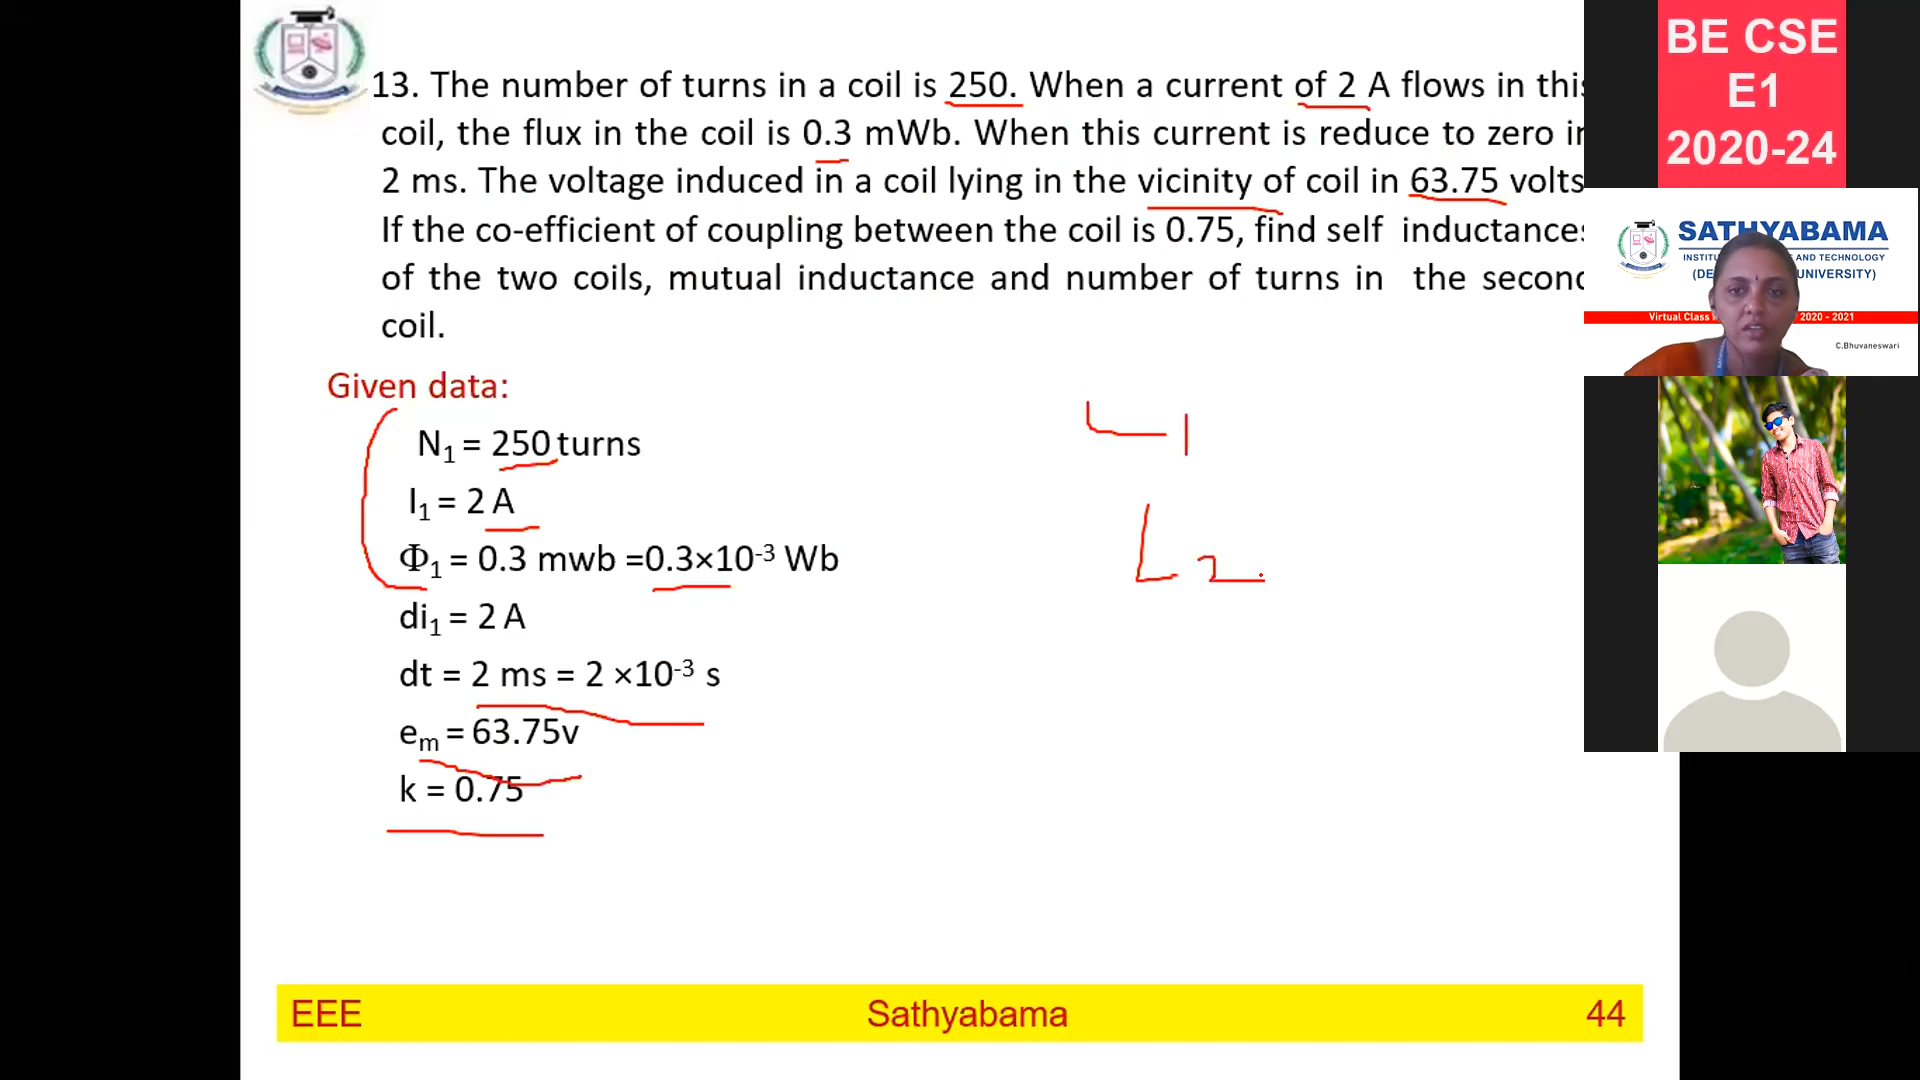 13. The number of turns in a coil is 250. When a current of 2 A flows in this
coil, the flux in the coil is 0.3 mWb. When this current is reduce to zero in
2 ms. The voltage induced in a coil lying in the vicinity of coil in 63.75 volts
If the co-efficient of coupling between the coil is 0.75, find self inductances
of the two coils, mutual inductance and number of turns in the second
coil.
Given data:
N₁ = 250 turns
I₁ = 2 A
Φ₁ = 0.3 mwb =0.3×10⁻³ Wb
di₁ = 2 A
dt = 2 ms = 2 ×10⁻³ s
eₘ = 63.75v
k = 0.75
L1
L2
EEE Sathyabama 44
BE CSE
E1
2020-24
SATHYABAMA
AND TECHNOLOGY
UNIVERSITY)
Virtual Class 2020 - 2021
C.Bhuvaneswari